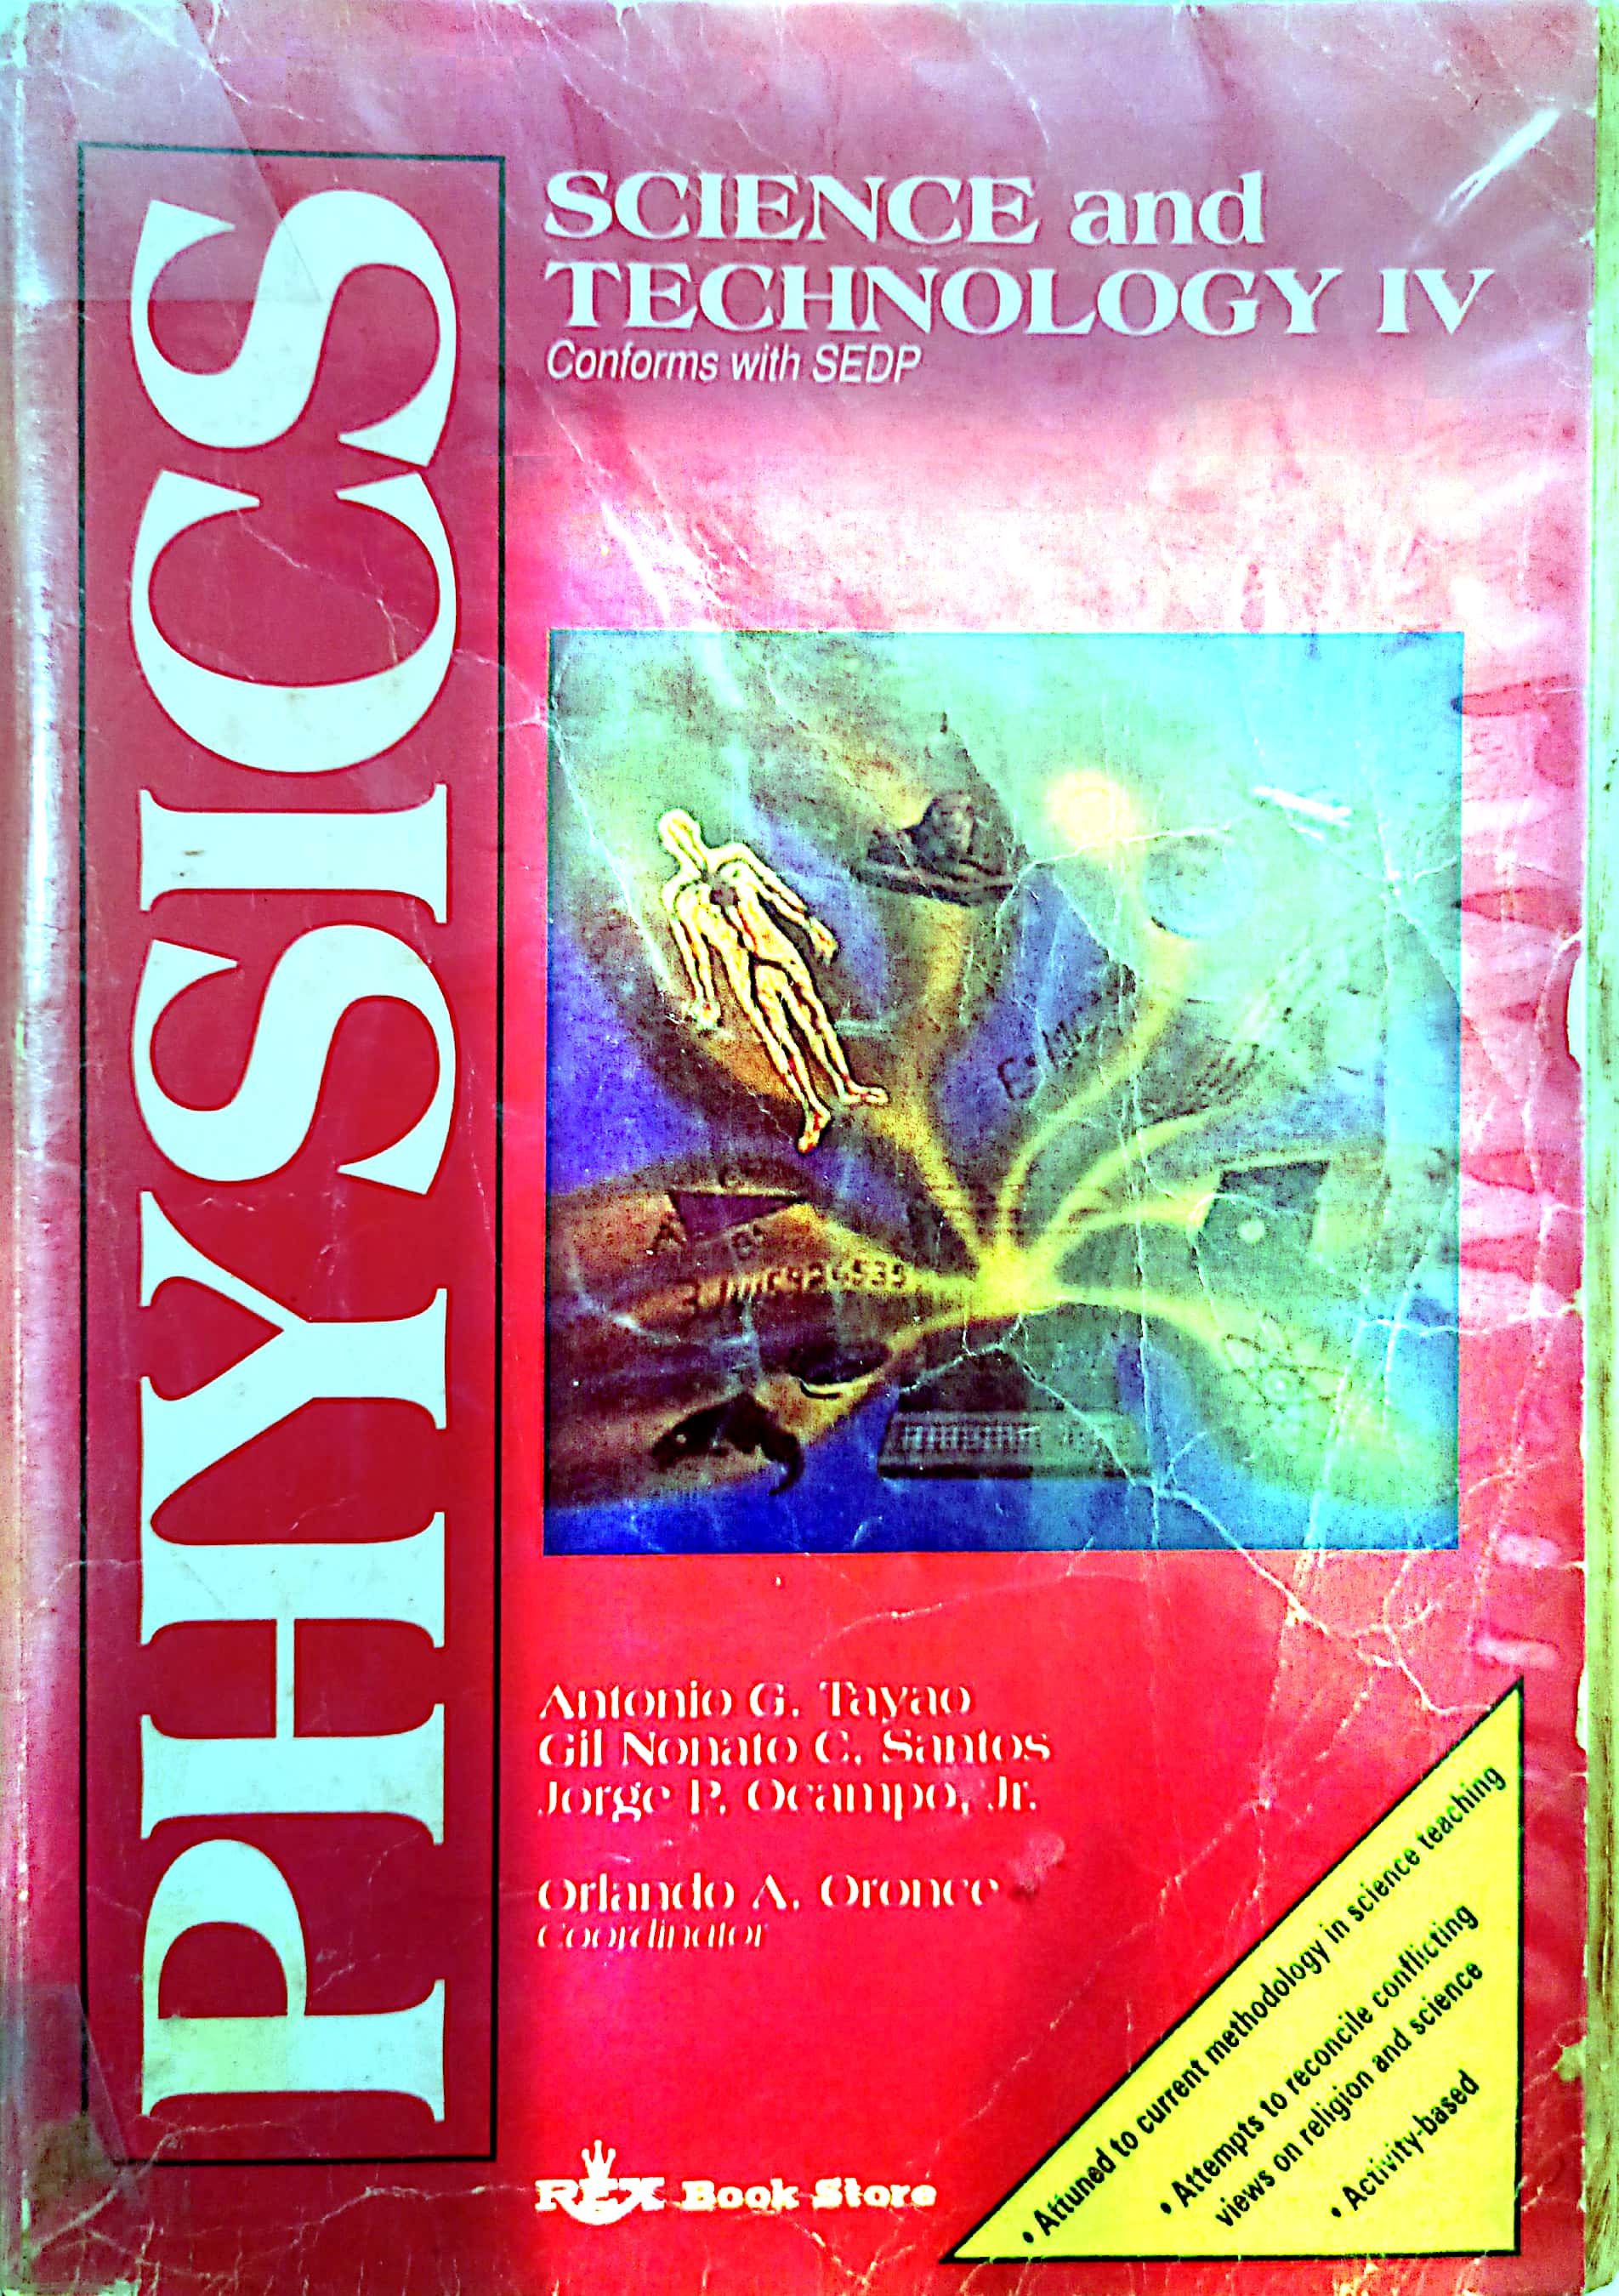 PHYSICS
SCIENCE and
TECHNOLOGY IV
Conforms with SEDP
A
B
C
Antonio G. Tayao
Gil Nonato C. Santos
Jorge P. Ocampo, Jr.
Orlando A. Oronce
Coordinator
REX Book Store
• Attuned to current methodology in science teaching
• Attempts to reconcile conflicting
views on religion and science
• Activity-based